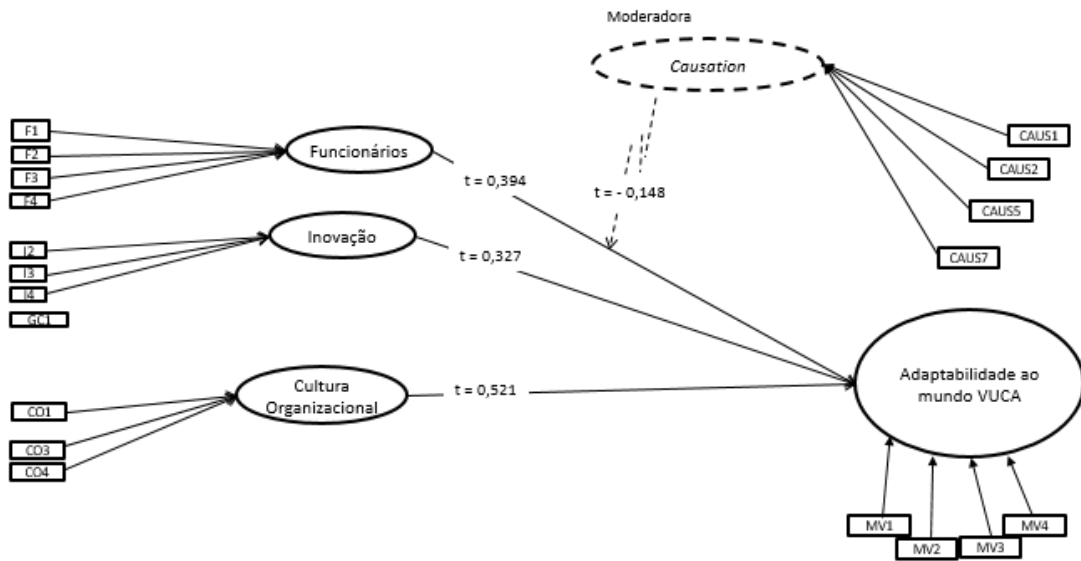 Moderadora
Causation
F1
F2
F3
F4
Funcionários
t = 0,394
t = - 0,148
CAUS1
CAUS2
CAUS5
CAUS7
I2
I3
I4
GC1
Inovação
t = 0,327
CO1
CO3
CO4
Cultura
Organizacional
t = 0,521
Adaptabilidade ao
mundo VUCA
MV1
MV2
MV3
MV4